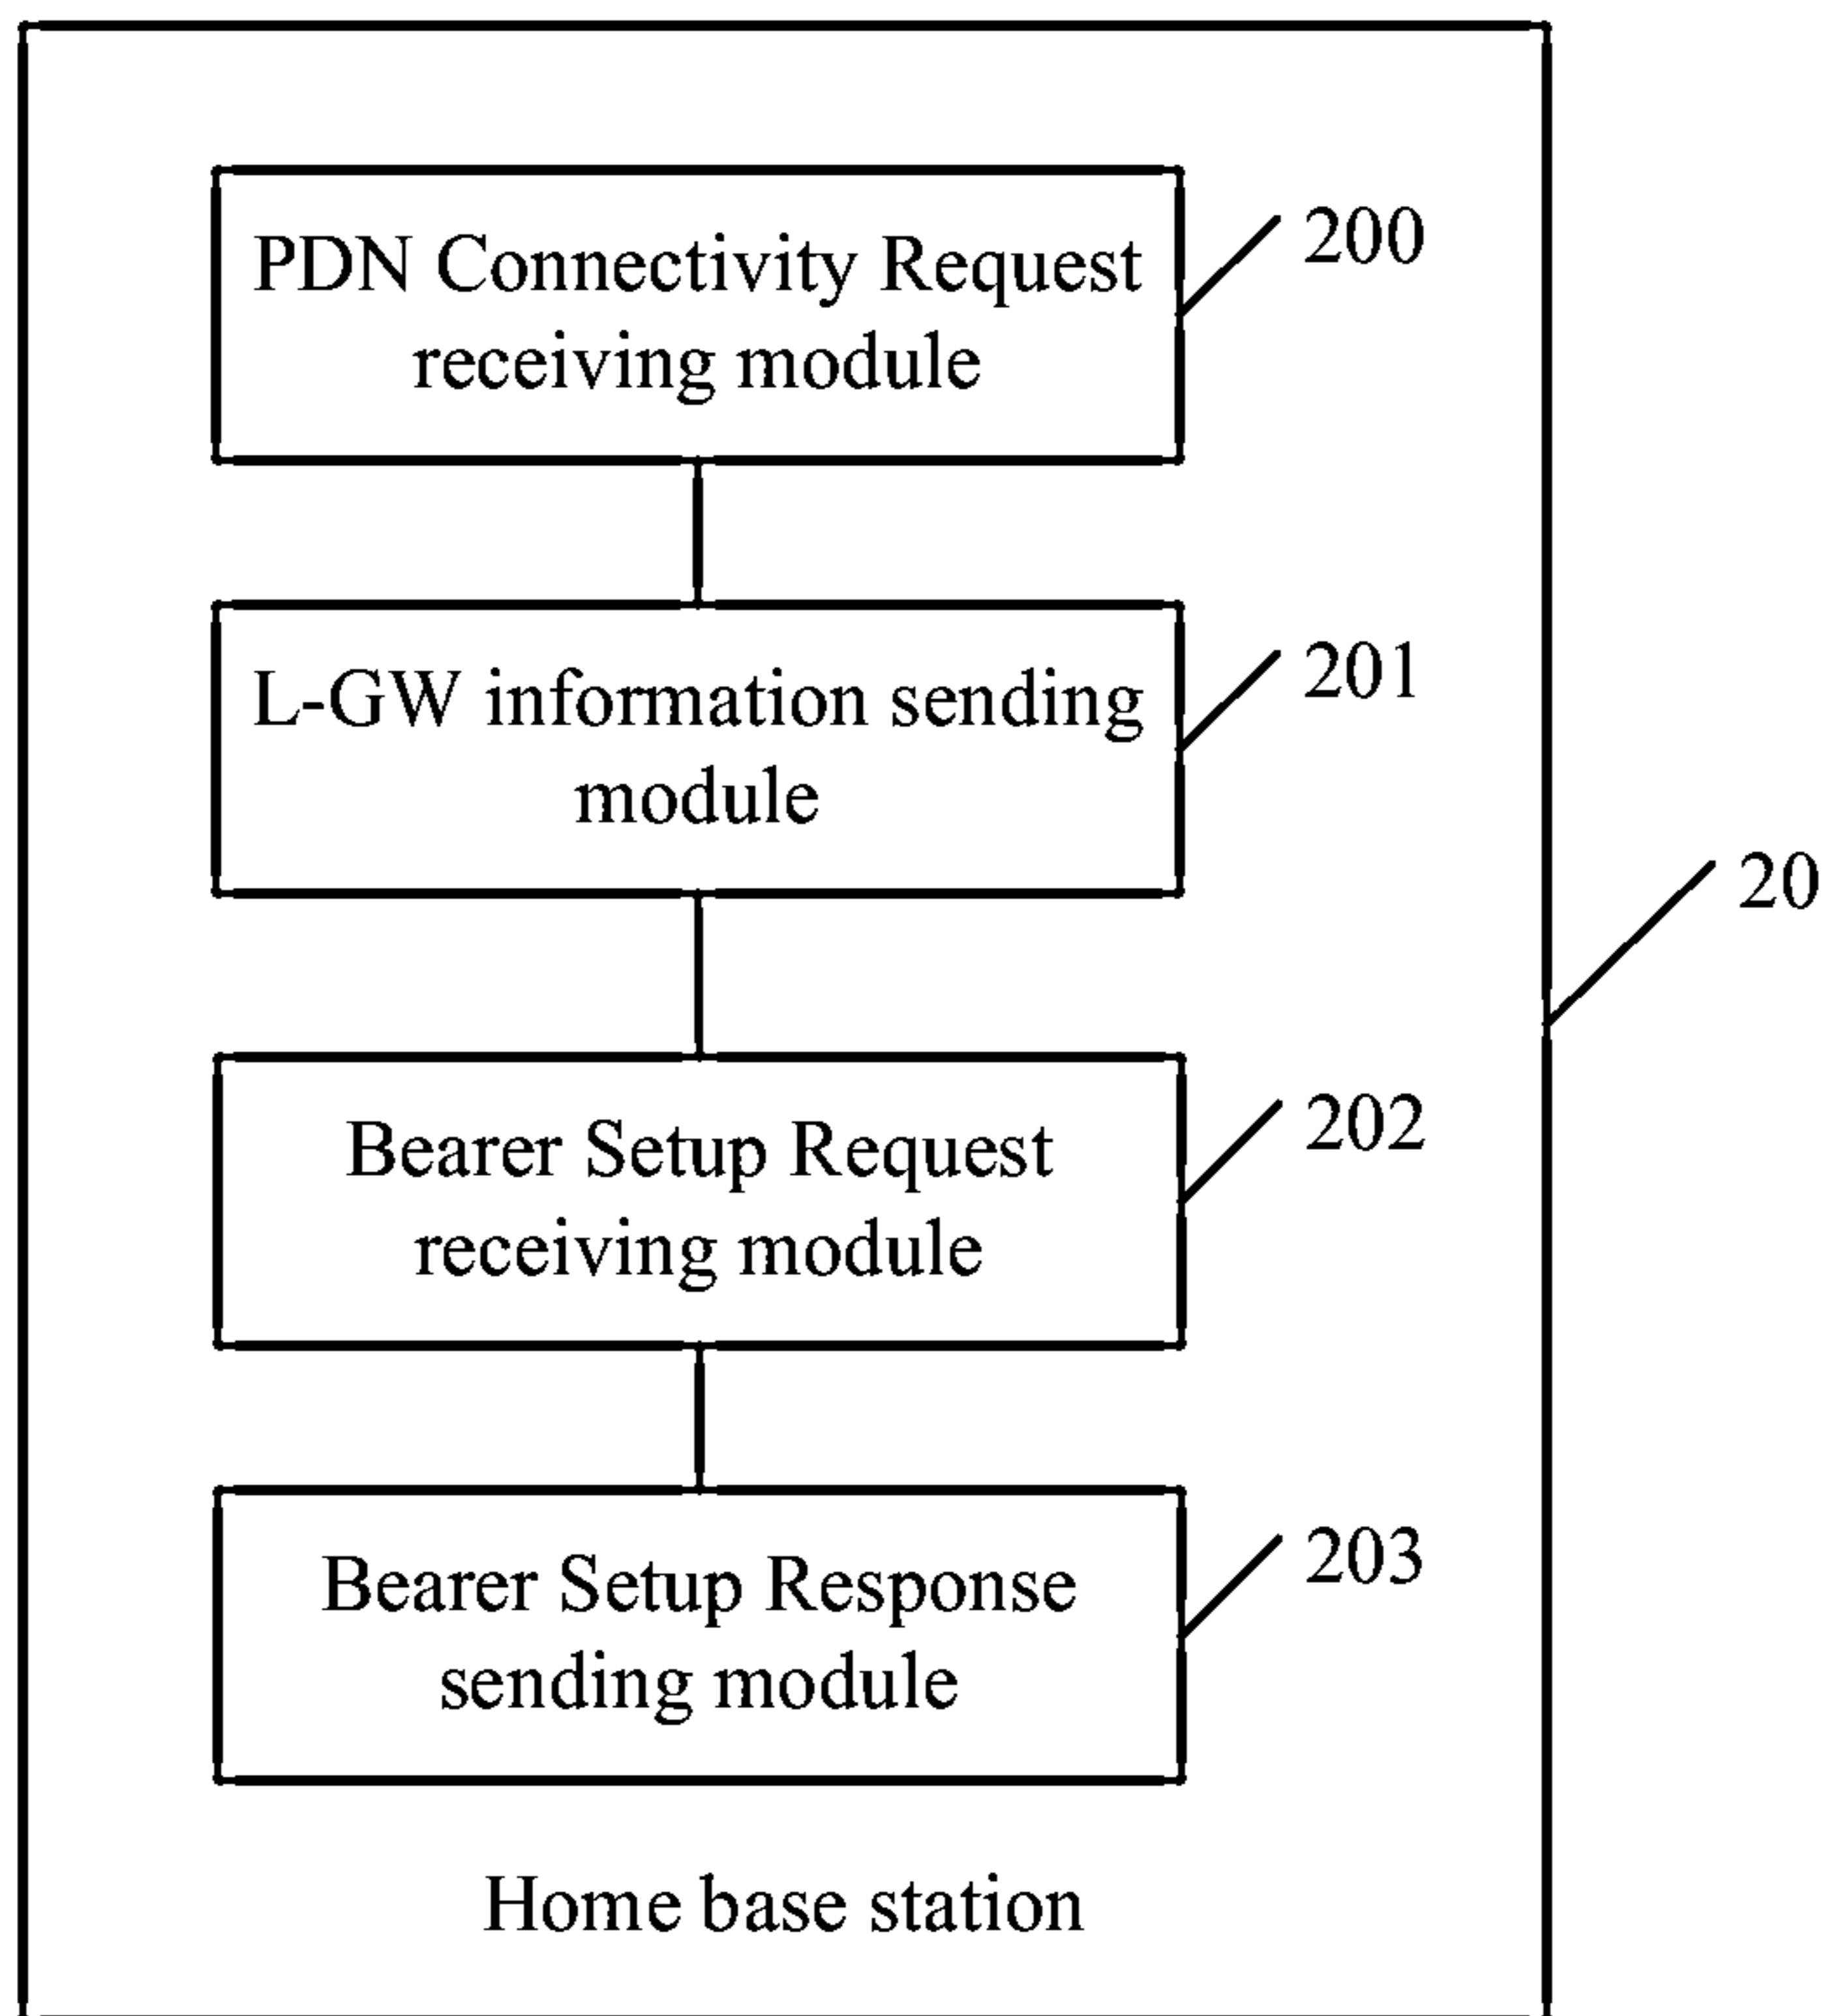 PDN Connectivity Request
receiving module
200
L-GW information sending
module
201
20
Bearer Setup Request
receiving module
202
Bearer Setup Response
sending module
203
Home base station